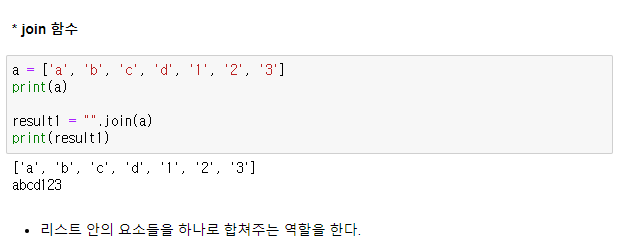 * join 함수
a = ['a', 'b', 'c', 'd', '1', '2', '3']
print(a)
result1 = "".join(a)
print(result1)
['a', 'b', 'c', 'd', '1', '2', '3']
abcd123
• 리스트 안의 요소들을 하나로 합쳐주는 역할을 한다.